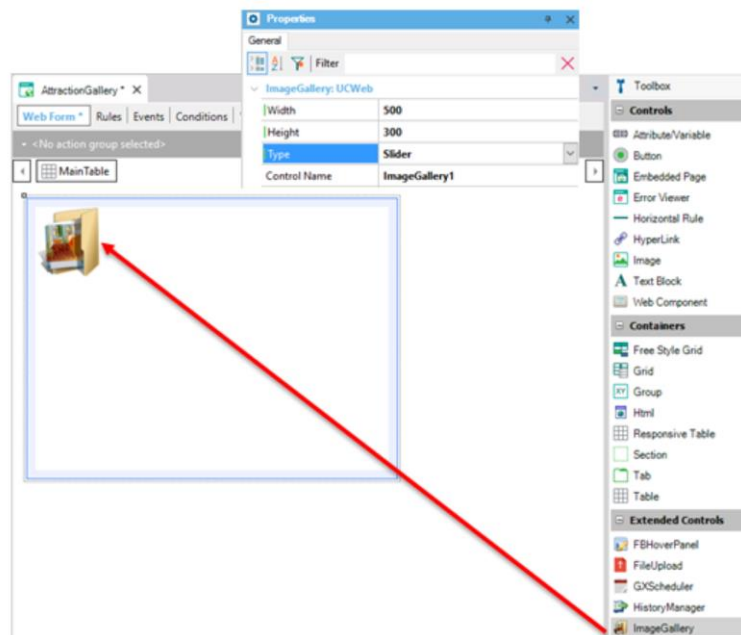 Properties
General
Filter
ImageGallery: UCWeb
Width 500
Height 300
Type Slider
Control Name ImageGallery1
AttractionGallery * X
Web Form * Rules Events Conditions
<No action group selected>
MainTable
Toolbox
Controls
Attribute/Variable
Button
Embedded Page
Error Viewer
Horizontal Rule
HyperLink
Image
Text Block
Web Component
Containers
Free Style Grid
Grid
Group
Html
Responsive Table
Section
Tab
Table
Extended Controls
FBHoverPanel
FileUpload
GXScheduler
HistoryManager
ImageGallery